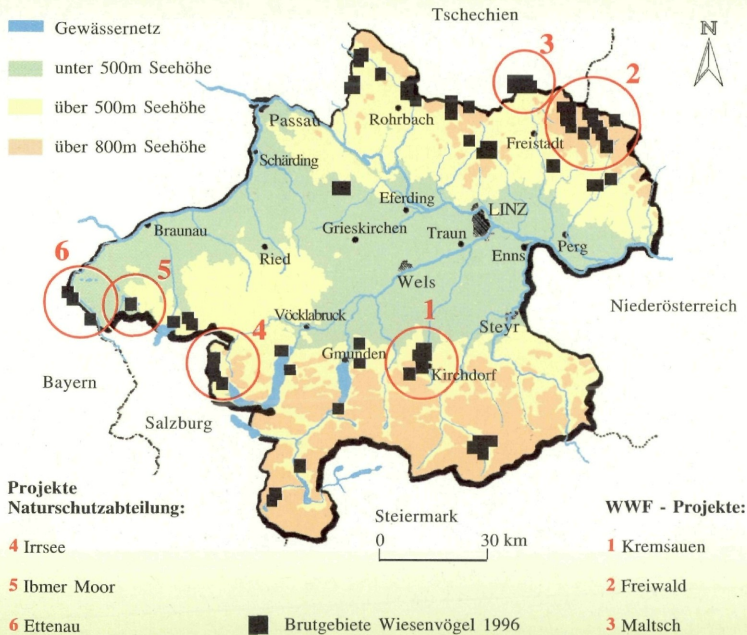 Tschechien
N
Gewässernetz
unter 500m Seehöhe
über 500m Seehöhe
über 800m Seehöhe
3
2
Passau
Rohrbach
Freistadt
Schärding
Eferding
LINZ
Braunau
Grieskirchen
Traun
Enns
Perg
6
5
Ried
Wels
Niederösterreich
4
Vöcklabruck
1
Steyr
Gmunden
Kirchdorf
Bayern
Salzburg
Projekte
Naturschutzabteilung:
4 Irrsee
5 Ibmer Moor
6 Ettenau
Steiermark
0 30 km
Brutgebiete Wiesenvögel 1996
WWF - Projekte:
1 Kremsauen
2 Freiwald
3 Maltsch